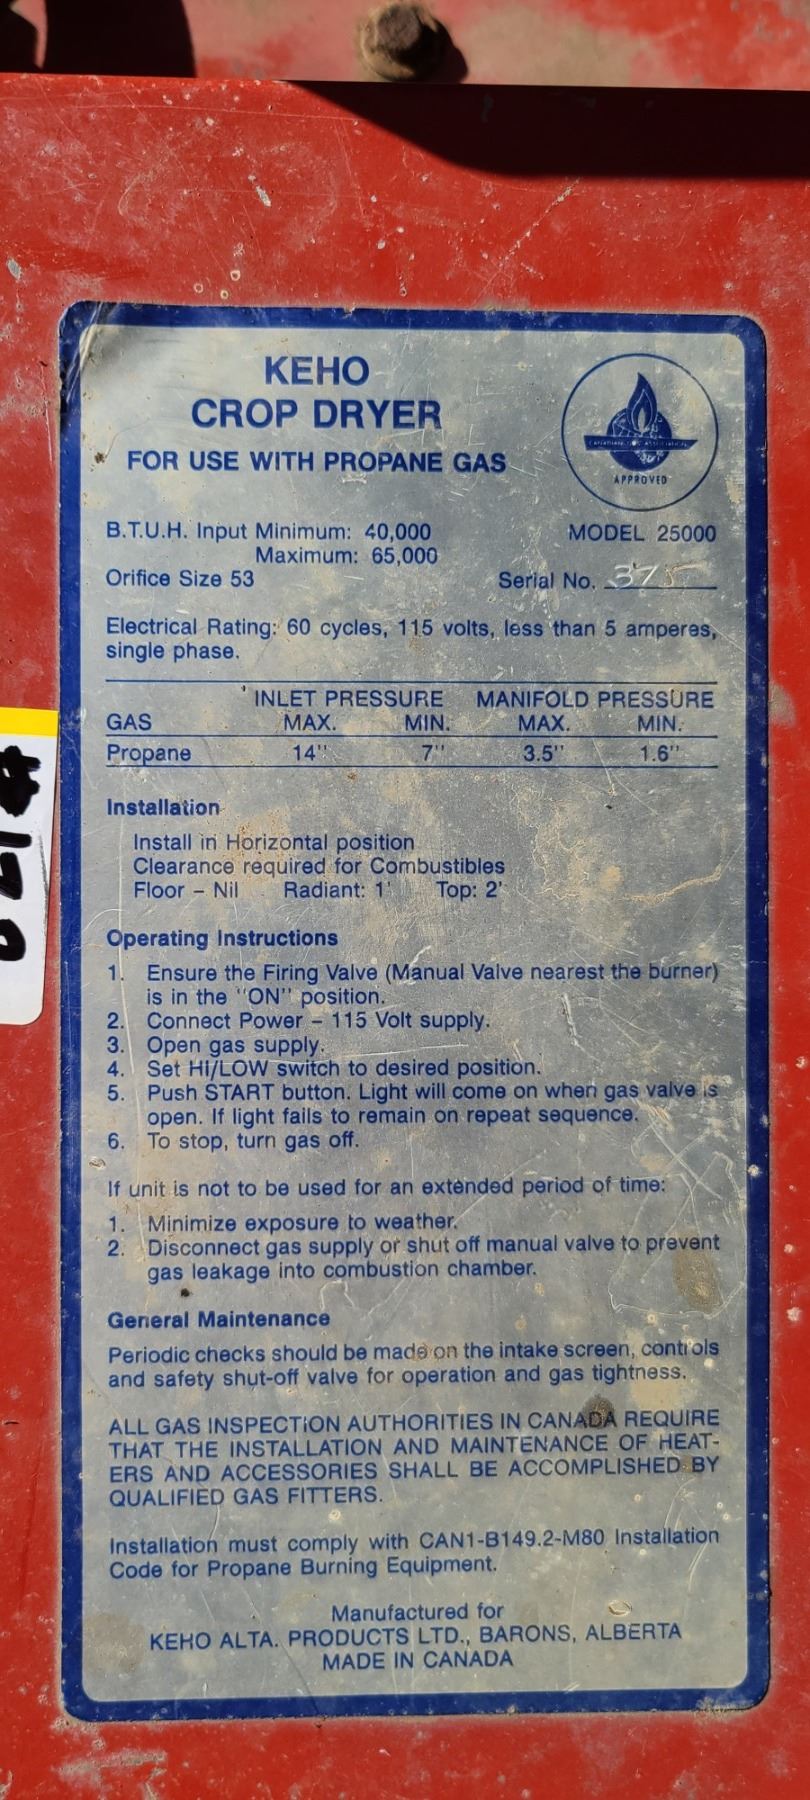 KEHO
CROP DRYER
FOR USE WITH PROPANE GAS
APPROVED
B.T.U.H. Input Minimum: 40,000
Maximum: 65,000
MODEL 25000
Orifice Size 53
Serial No. 375
Electrical Rating: 60 cycles, 115 volts, less than 5 amperes,
single phase.
INLET PRESSURE MANIFOLD PRESSURE
GAS MAX. MIN. MAX. MIN.
Propane 14'' 7'' 3.5'' 1.6''
Installation
Install in Horizontal position
Clearance required for Combustibles
Floor – Nil Radiant: 1' Top: 2'
Operating Instructions
1. Ensure the Firing Valve (Manual Valve nearest the burner)
is in the ''ON'' position.
2. Connect Power – 115 Volt supply.
3. Open gas supply.
4. Set HI/LOW switch to desired position.
5. Push START button. Light will come on when gas valve is
open. If light fails to remain on repeat sequence.
6. To stop, turn gas off.
If unit is not to be used for an extended period of time:
1. Minimize exposure to weather.
2. Disconnect gas supply or shut off manual valve to prevent
gas leakage into combustion chamber.
General Maintenance
Periodic checks should be made on the intake screen, controls
and safety shut-off valve for operation and gas tightness.
ALL GAS INSPECTION AUTHORITIES IN CANADA REQUIRE
THAT THE INSTALLATION AND MAINTENANCE OF HEAT-
ERS AND ACCESSORIES SHALL BE ACCOMPLISHED BY
QUALIFIED GAS FITTERS.
Installation must comply with CAN1-B149.2-M80 Installation
Code for Propane Burning Equipment.
Manufactured for
KEHO ALTA. PRODUCTS LTD., BARONS, ALBERTA
MADE IN CANADA